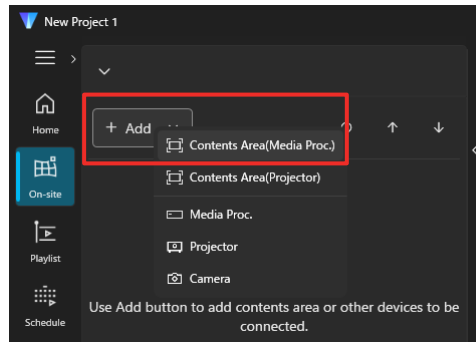 New Project 1
Home
+ Add
Contents Area(Media Proc.)
Contents Area(Projector)
On-site
Media Proc.
Projector
Playlist
Camera
Use Add button to add contents area or other devices to be
connected.
Schedule